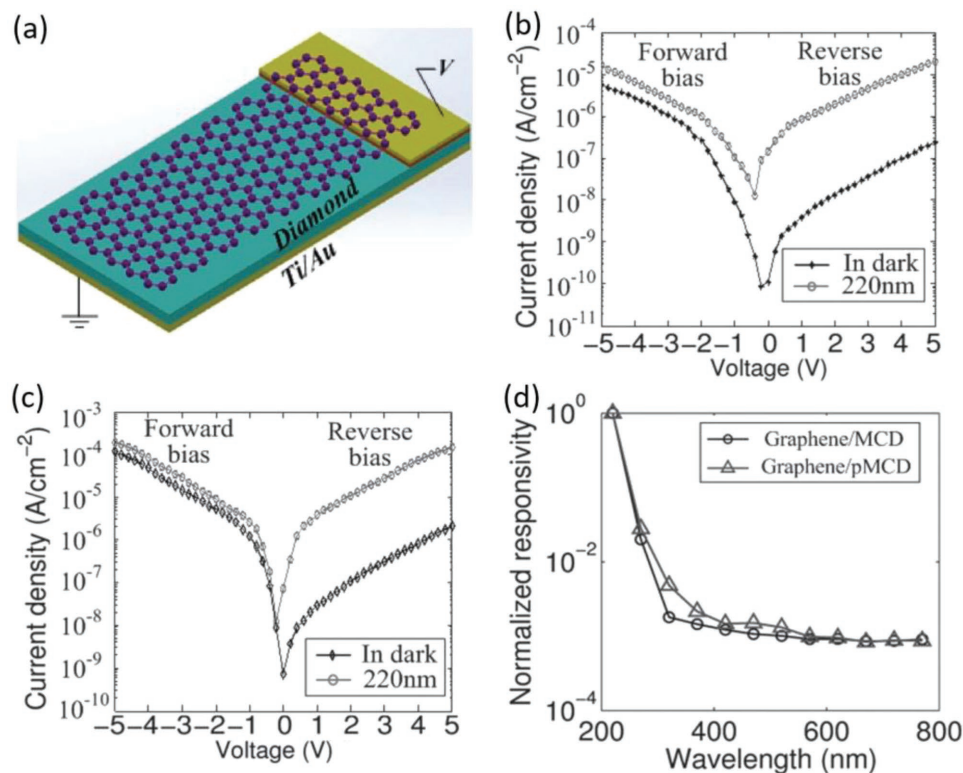 (a)
V
Diamond
Ti/Au
(b)
Current density (A/cm⁻²)
10⁻⁴
10⁻⁵
10⁻⁶
10⁻⁷
10⁻⁸
10⁻⁹
10⁻¹⁰
10⁻¹¹
Forward
bias
Reverse
bias
In dark
220nm
−5 −4 −3 −2 −1 0 1 2 3 4 5
Voltage (V)
(c)
Current density (A/cm⁻²)
10⁻³
10⁻⁴
10⁻⁵
10⁻⁶
10⁻⁷
10⁻⁸
10⁻⁹
10⁻¹⁰
Forward
bias
Reverse
bias
In dark
220nm
−5 −4 −3 −2 −1 0 1 2 3 4 5
Voltage (V)
(d)
Normalized responsivity
10⁰
10⁻²
10⁻⁴
Graphene/MCD
Graphene/pMCD
200 400 600 800
Wavelength (nm)